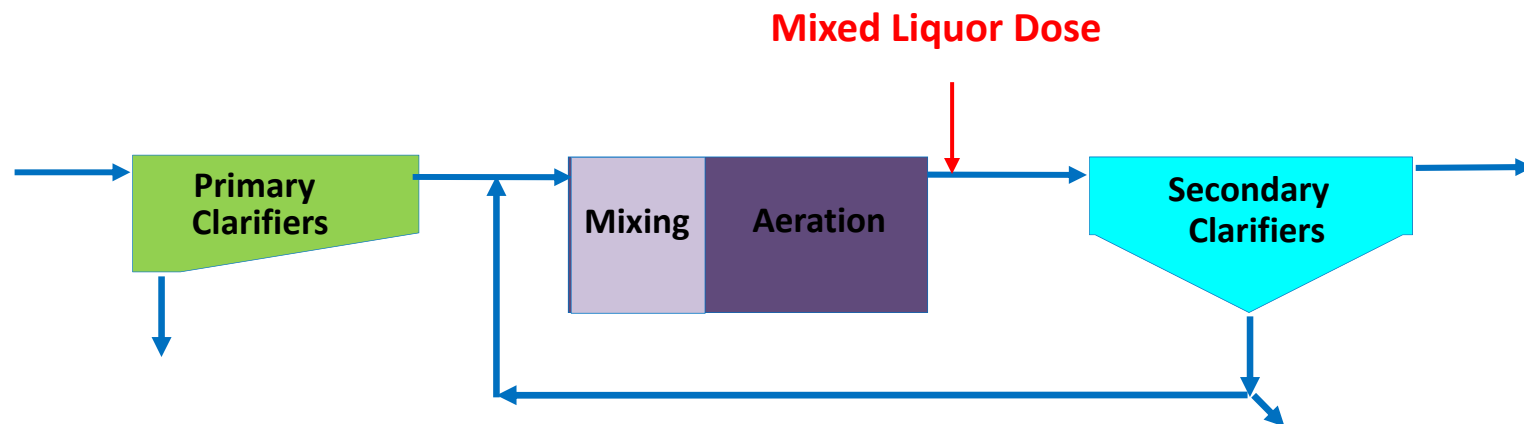 Mixed Liquor Dose
Primary
Clarifiers
Mixing
Aeration
Secondary
Clarifiers